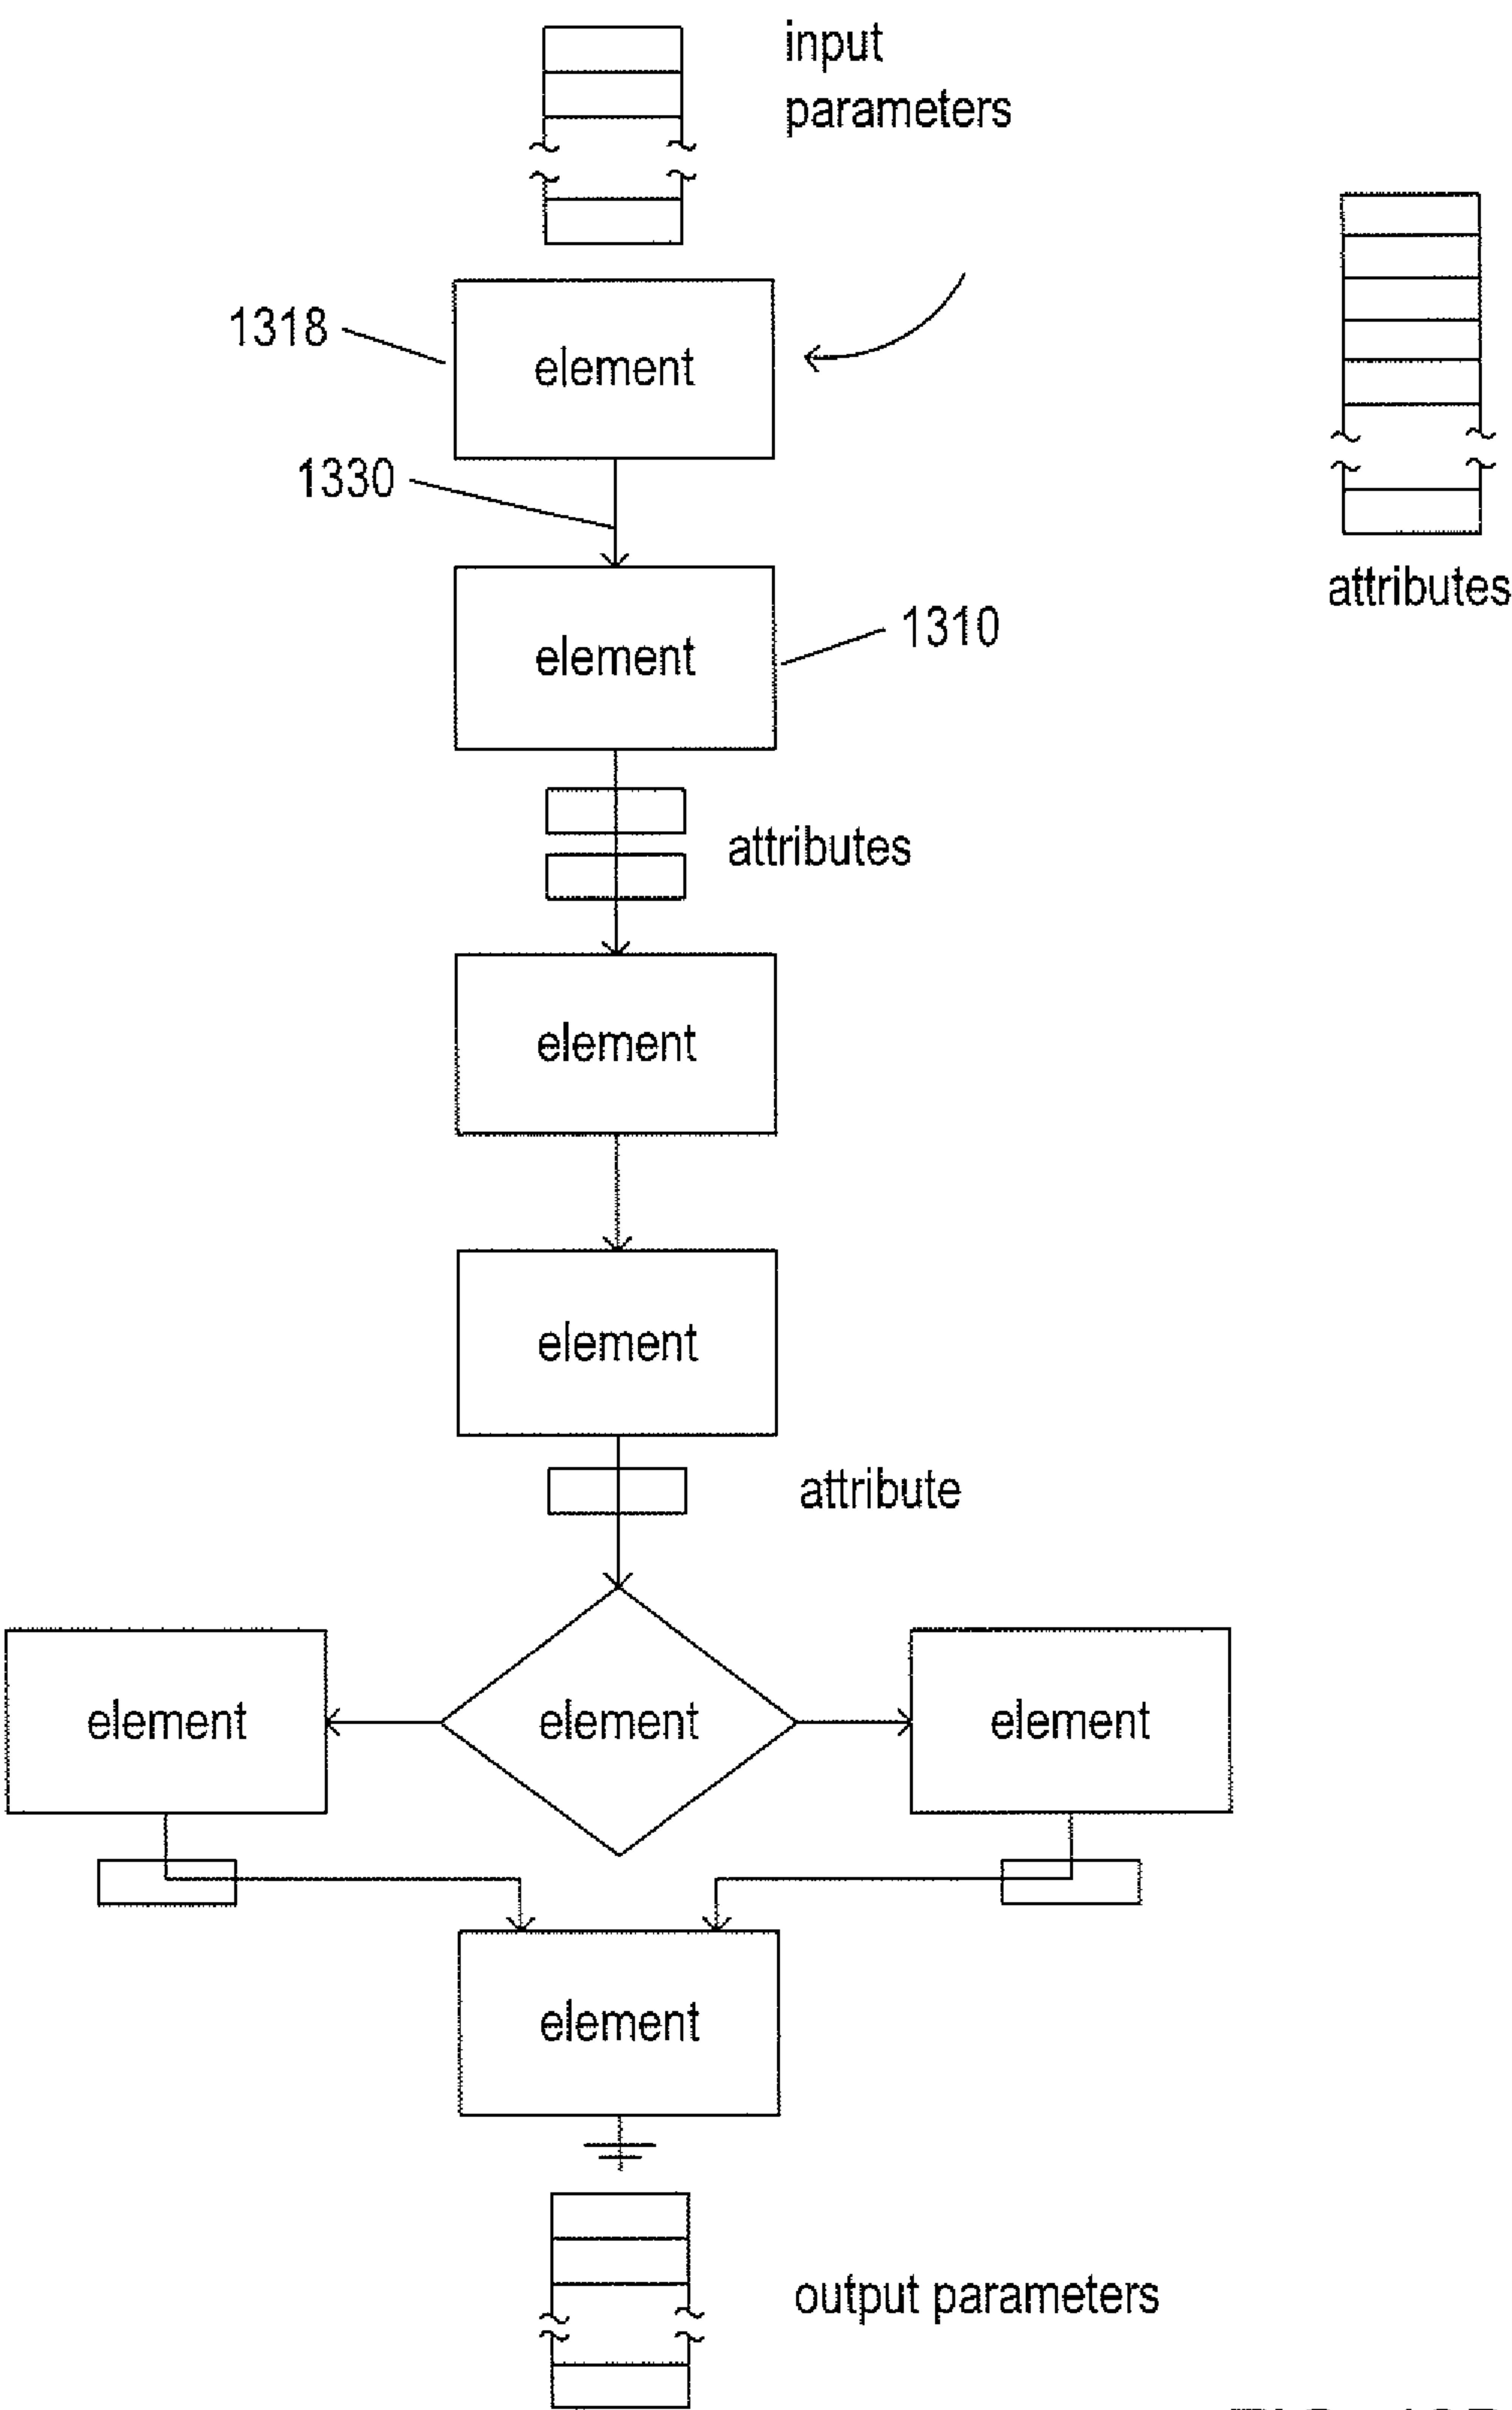 input
parameters
1318
element
1330
attributes
element
1310
attributes
element
element
attribute
element
element
element
element
output parameters